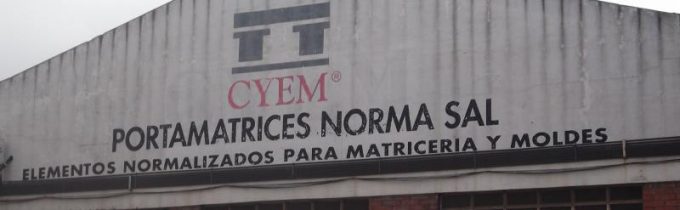 CYEM®
PORTAMATRICES NORMA SAL
ELEMENTOS NORMALIZADOS PARA MATRICERIA Y MOLDES